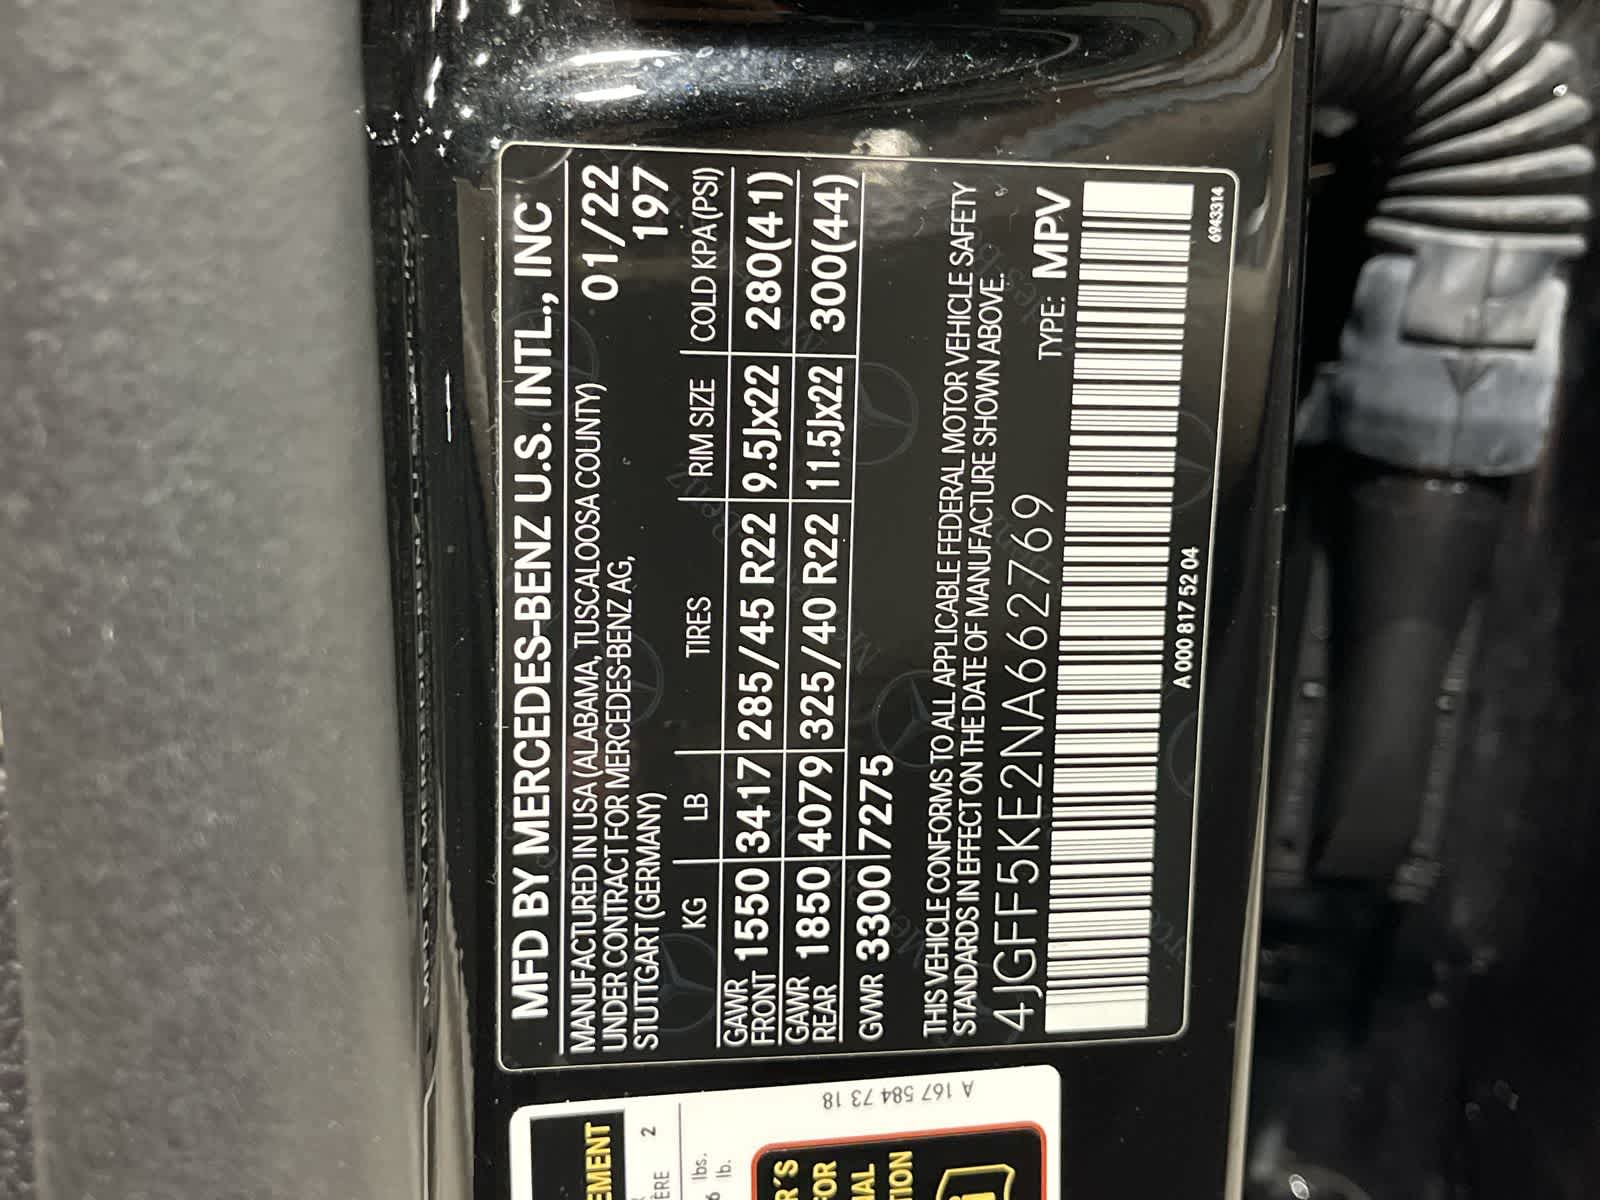 MFD BY MERCEDES-BENZ U.S. INTL., INC
MANUFACTURED IN USA (ALABAMA, TUSCALOOSA COUNTY) 01/22
UNDER CONTRACT FOR MERCEDES-BENZ AG, 197
STUTTGART (GERMANY)
KG LB TIRES RIM SIZE COLD KPA (PSI)
GAWR FRONT 1550 3417 285/45 R22 9.5Jx22 280(41)
GAWR REAR 1850 4079 325/40 R22 11.5Jx22 300(44)
GVWR 3300 7275
THIS VEHICLE CONFORMS TO ALL APPLICABLE FEDERAL MOTOR VEHICLE SAFETY
STANDARDS IN EFFECT ON THE DATE OF MANUFACTURE SHOWN ABOVE.
4JGFF5KE2NA662769 TYPE: MPV
A 000 817 52 04 6943314
A 167 584 73 18
EMENT
ÈRE 2
lbs.
6 lb.
R'S
FOR
IAL
TION